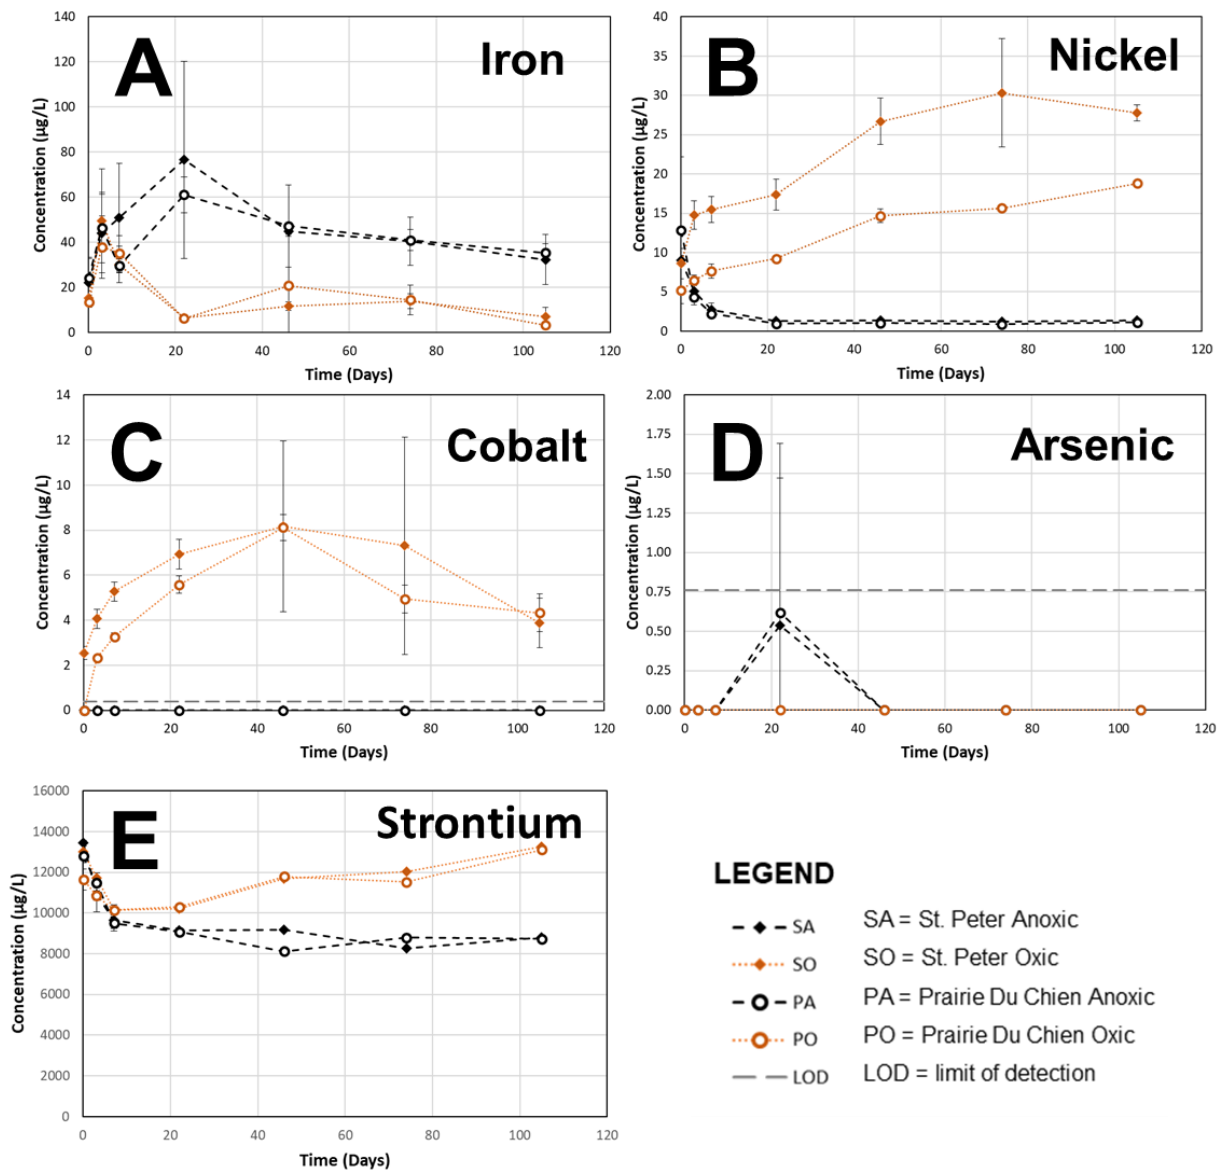 A
Iron
Concentration (µg/L)
140
120
100
80
60
40
20
0
0 20 40 60 80 100 120
Time (Days)
B
Nickel
Concentration (µg/L)
40
35
30
25
20
15
10
5
0
0 20 40 60 80 100 120
Time (Days)
C
Cobalt
Concentration (µg/L)
14
12
10
8
6
4
2
0
0 20 40 60 80 100 120
Time (Days)
D
Arsenic
Concentration (µg/L)
2.00
1.75
1.50
1.25
1.00
0.75
0.50
0.25
0.00
0 20 40 60 80 100 120
Time (Days)
E
Strontium
Concentration (µg/L)
16000
14000
12000
10000
8000
6000
4000
2000
0
0 20 40 60 80 100 120
Time (Days)
LEGEND
SA SA = St. Peter Anoxic
SO SO = St. Peter Oxic
PA PA = Prairie Du Chien Anoxic
PO PO = Prairie Du Chien Oxic
LOD LOD = limit of detection